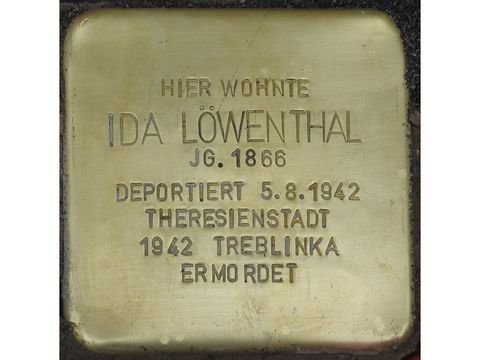 HIER WOHNTE
IDA LÖWENTHAL
JG. 1866
DEPORTIERT 5.8.1942
THERESIENSTADT
1942 TREBLINKA
ERMORDET